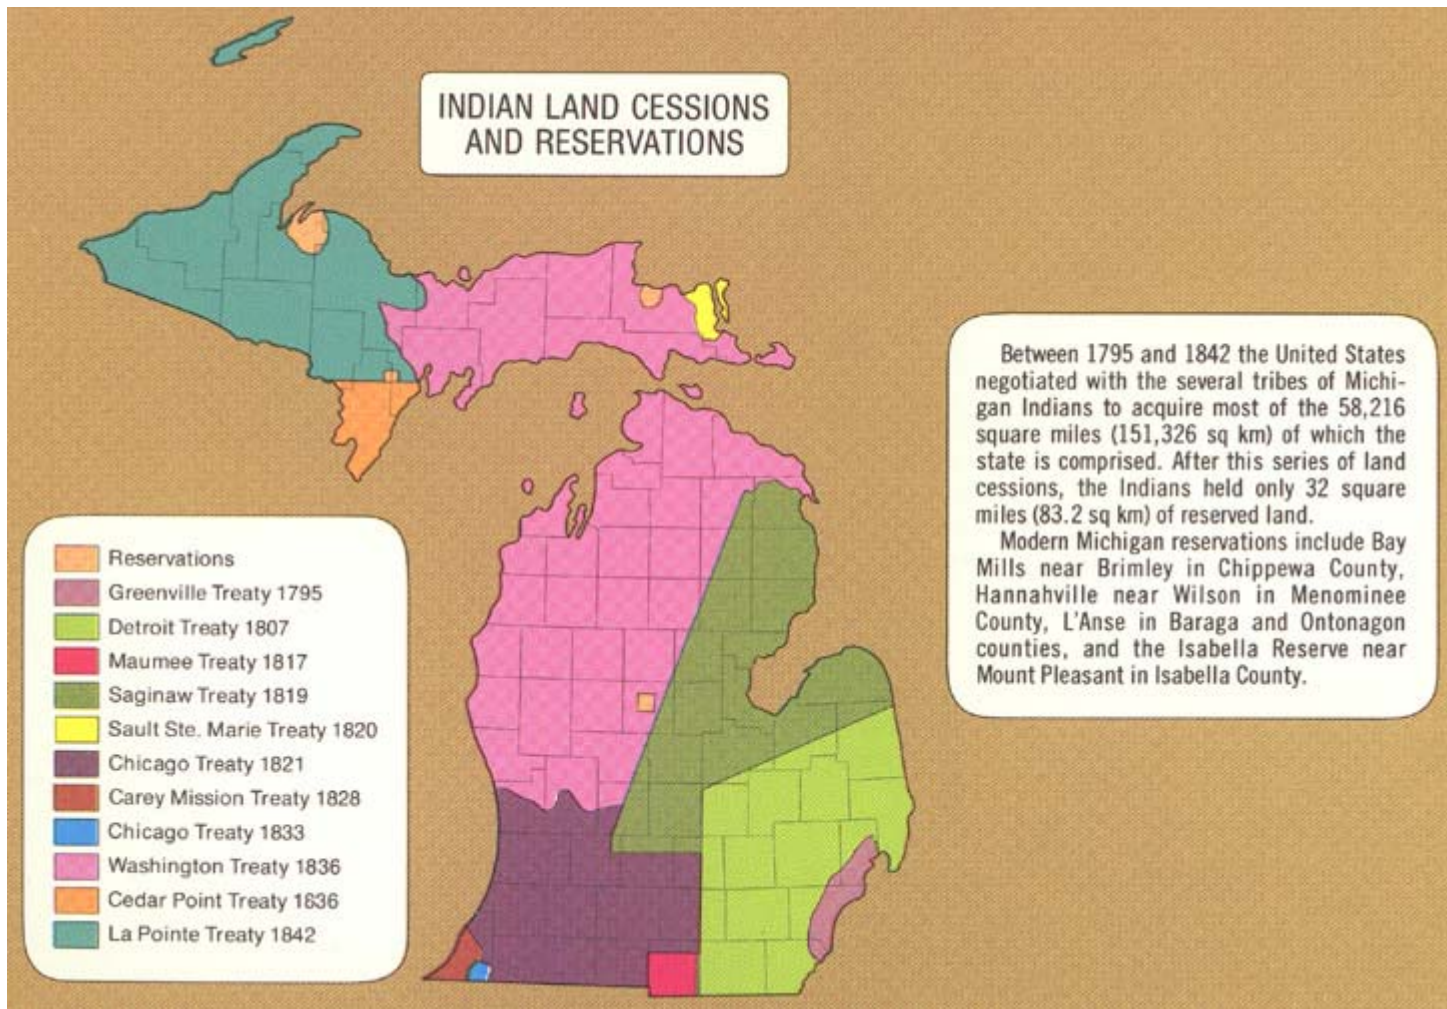 INDIAN LAND CESSIONS
AND RESERVATIONS
Between 1795 and 1842 the United States
negotiated with the several tribes of Michi-
gan Indians to acquire most of the 58,216
square miles (151,326 sq km) of which the
state is comprised. After this series of land
cessions, the Indians held only 32 square
miles (83.2 sq km) of reserved land.
Modern Michigan reservations include Bay
Mills near Brimley in Chippewa County,
Hannahville near Wilson in Menominee
County, L'Anse in Baraga and Ontonagon
counties, and the Isabella Reserve near
Mount Pleasant in Isabella County.
Reservations
Greenville Treaty 1795
Detroit Treaty 1807
Maumee Treaty 1817
Saginaw Treaty 1819
Sault Ste. Marie Treaty 1820
Chicago Treaty 1821
Carey Mission Treaty 1828
Chicago Treaty 1833
Washington Treaty 1836
Cedar Point Treaty 1836
La Pointe Treaty 1842